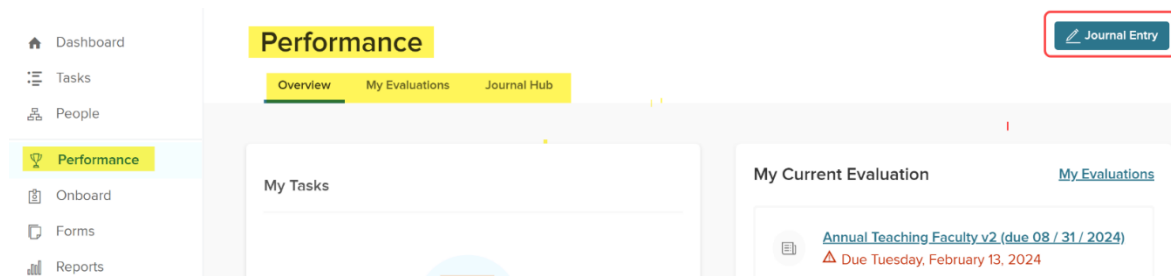 Dashboard
Tasks
People
Performance
Onboard
Forms
Reports
Performance
Journal Entry
Overview My Evaluations Journal Hub
My Tasks
My Current Evaluation My Evaluations
Annual Teaching Faculty v2 (due 08 / 31 / 2024)
Due Tuesday, February 13, 2024